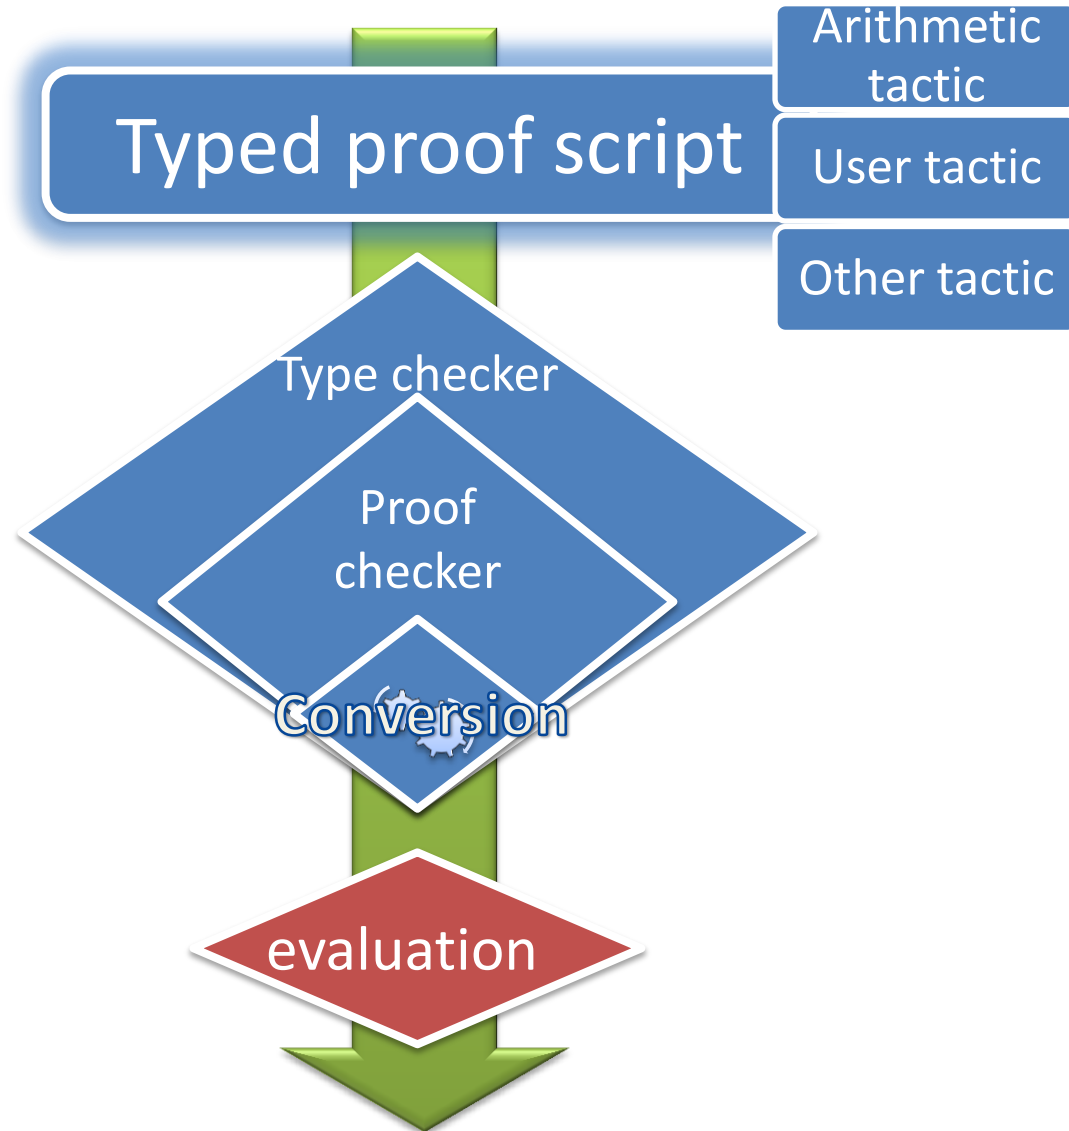 Arithmetic
tactic
Typed proof script
User tactic
Other tactic
Type checker
Proof
checker
Conversion
evaluation